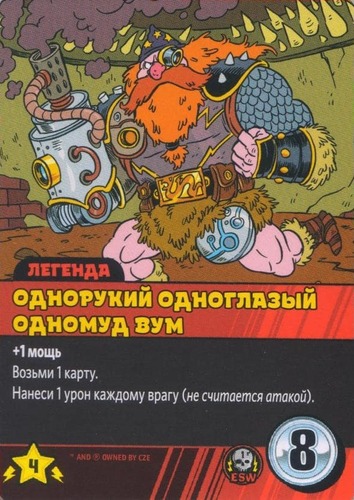 ЛЕГЕНДА
ОДНОРУКИЙ ОДНОГЛАЗЫЙ
ОДНОМУД ВУМ
+1 мощь
Возьми 1 карту.
Нанеси 1 урон каждому врагу (не считается атакой).
* AND ® OWNED BY CZE
4
ESW
8